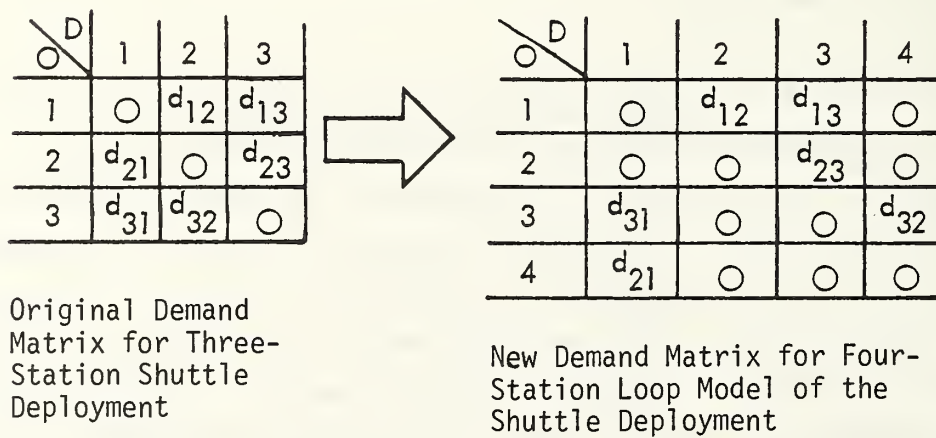 O D 1 2 3
1 O d12 d13
2 d21 O d23
3 d31 d32 O
Original Demand
Matrix for Three-
Station Shuttle
Deployment
O D 1 2 3 4
1 O d12 d13 O
2 O O d23 O
3 d31 O O d32
4 d21 O O O
New Demand Matrix for Four-
Station Loop Model of the
Shuttle Deployment